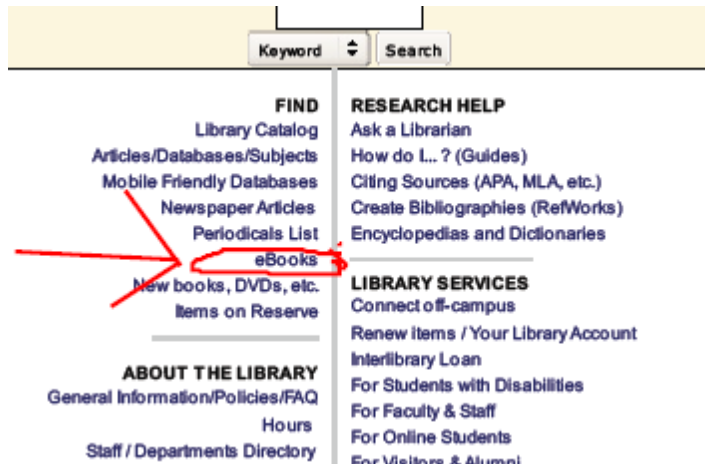 Keyword Search
FIND
Library Catalog
Articles/Databases/Subjects
Mobile Friendly Databases
Newspaper Articles
Periodicals List
eBooks
New books, DVDs, etc.
Items on Reserve
ABOUT THE LIBRARY
General Information/Policies/FAQ
Hours
Staff / Departments Directory
RESEARCH HELP
Ask a Librarian
How do I... ? (Guides)
Citing Sources (APA, MLA, etc.)
Create Bibliographies (RefWorks)
Encyclopedias and Dictionaries
LIBRARY SERVICES
Connect off-campus
Renew items / Your Library Account
Interlibrary Loan
For Students with Disabilities
For Faculty & Staff
For Online Students
For Visitors & Alumni